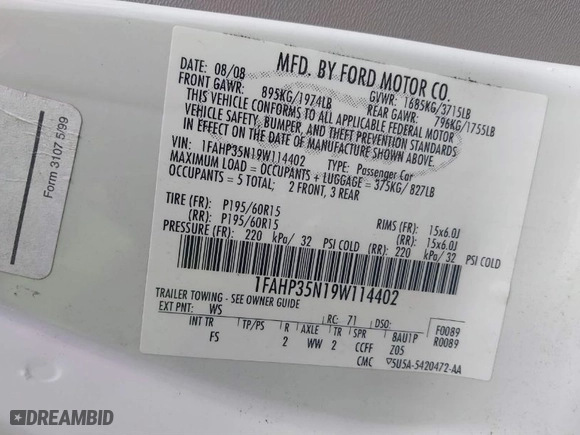 MFD. BY FORD MOTOR CO.
DATE: 08/08 GVWR: 1685KG/3715LB
FRONT GAWR: 895KG/1974LB REAR GAWR: 796KG/1755LB
THIS VEHICLE CONFORMS TO ALL APPLICABLE FEDERAL MOTOR
VEHICLE SAFETY, BUMPER, AND THEFT PREVENTION STANDARDS
IN EFFECT ON THE DATE OF MANUFACTURE SHOWN ABOVE.
VIN: 1FAHP35N19W114402 TYPE: Passenger Car
MAXIMUM LOAD = OCCUPANTS + LUGGAGE = 375KG/ 827LB
OCCUPANTS = 5 TOTAL; 2 FRONT, 3 REAR
TIRE (FR): P195/60R15 RIMS (FR): 15x6.0J
(RR): P195/60R15 (RR): 15x6.0J
PRESSURE (FR): 220 kPa/ 32 PSI COLD (RR): 220 kPa/ 32 PSI COLD
1FAHP35N19W114402
TRAILER TOWING - SEE OWNER GUIDE
EXT PNT: WS RC: 71 DSO: F0089
INT TR TP/PS R AXLE TR SPR 8AU1P R0089
FS 2 WW 2 CCFF Z05
CMC 5U5A-5420472-AA
Form 3107 5/99
DREAMBID